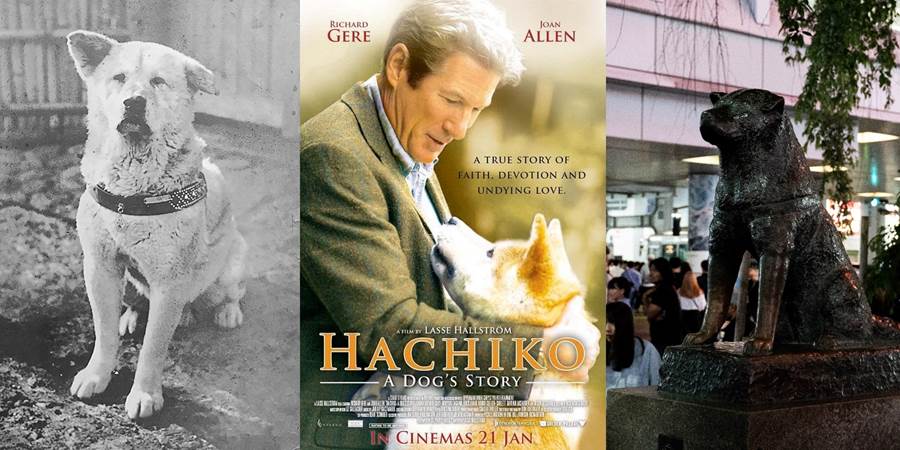 RICHARD
GERE
JOAN
ALLEN
A TRUE STORY OF
FAITH, DEVOTION AND
UNDYING LOVE.
A FILM BY LASSE HALLSTRÖM
HACHIKO
A DOG'S STORY
IN CINEMAS 21 JAN